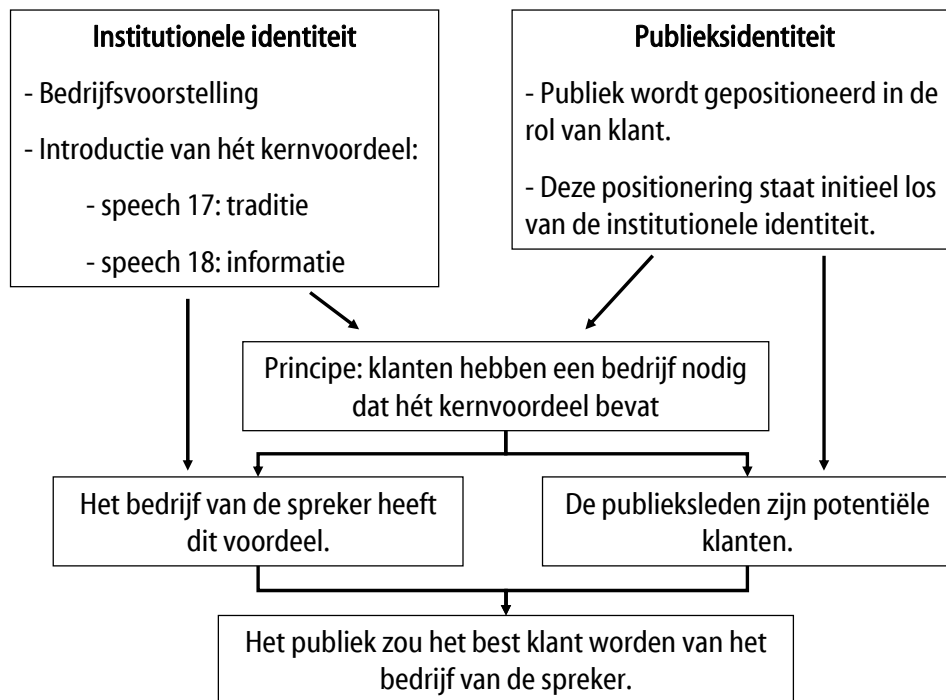 Institutionele identiteit
- Bedrijfsvoorstelling
- Introductie van hét kernvoordeel:
- speech 17: traditie
- speech 18: informatie
Publieksidentiteit
- Publiek wordt gepositioneerd in de
rol van klant.
- Deze positionering staat initieel los
van de institutionele identiteit.
Principe: klanten hebben een bedrijf nodig
dat hét kernvoordeel bevat
Het bedrijf van de spreker heeft
dit voordeel.
De publieksleden zijn potentiële
klanten.
Het publiek zou het best klant worden van het
bedrijf van de spreker.